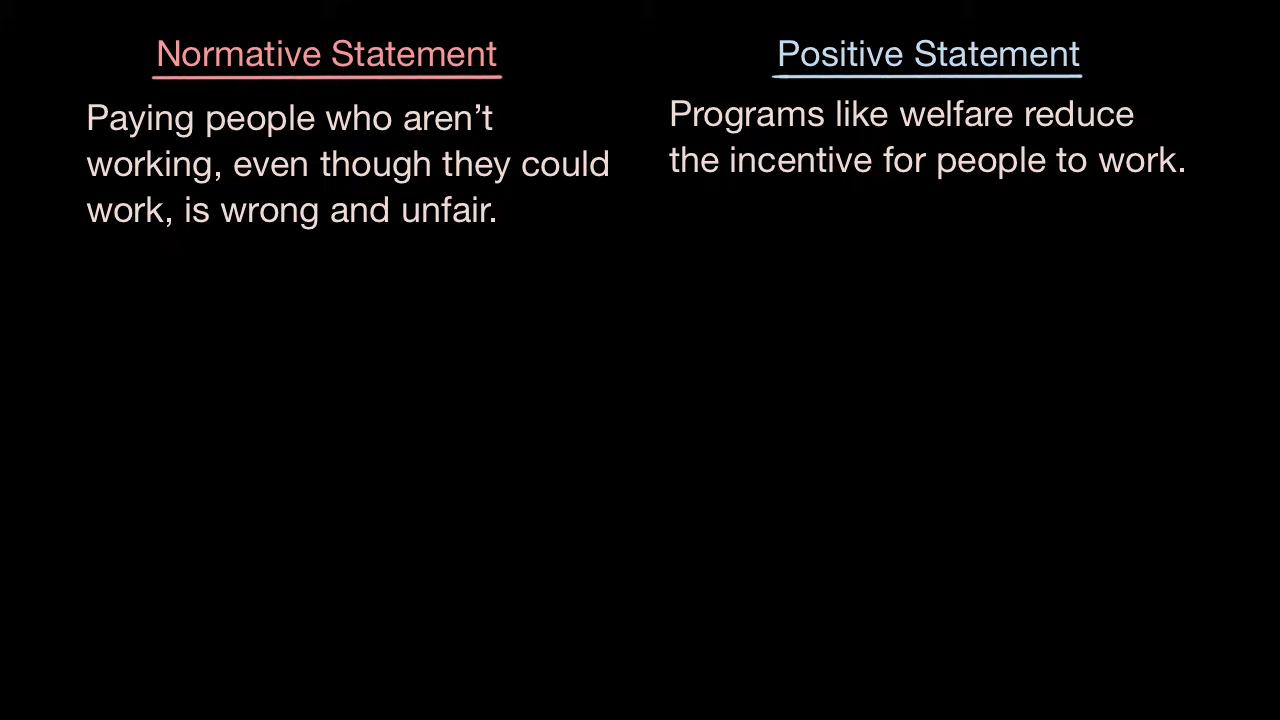 Normative Statement
Paying people who aren’t
working, even though they could
work, is wrong and unfair.
Positive Statement
Programs like welfare reduce
the incentive for people to work.